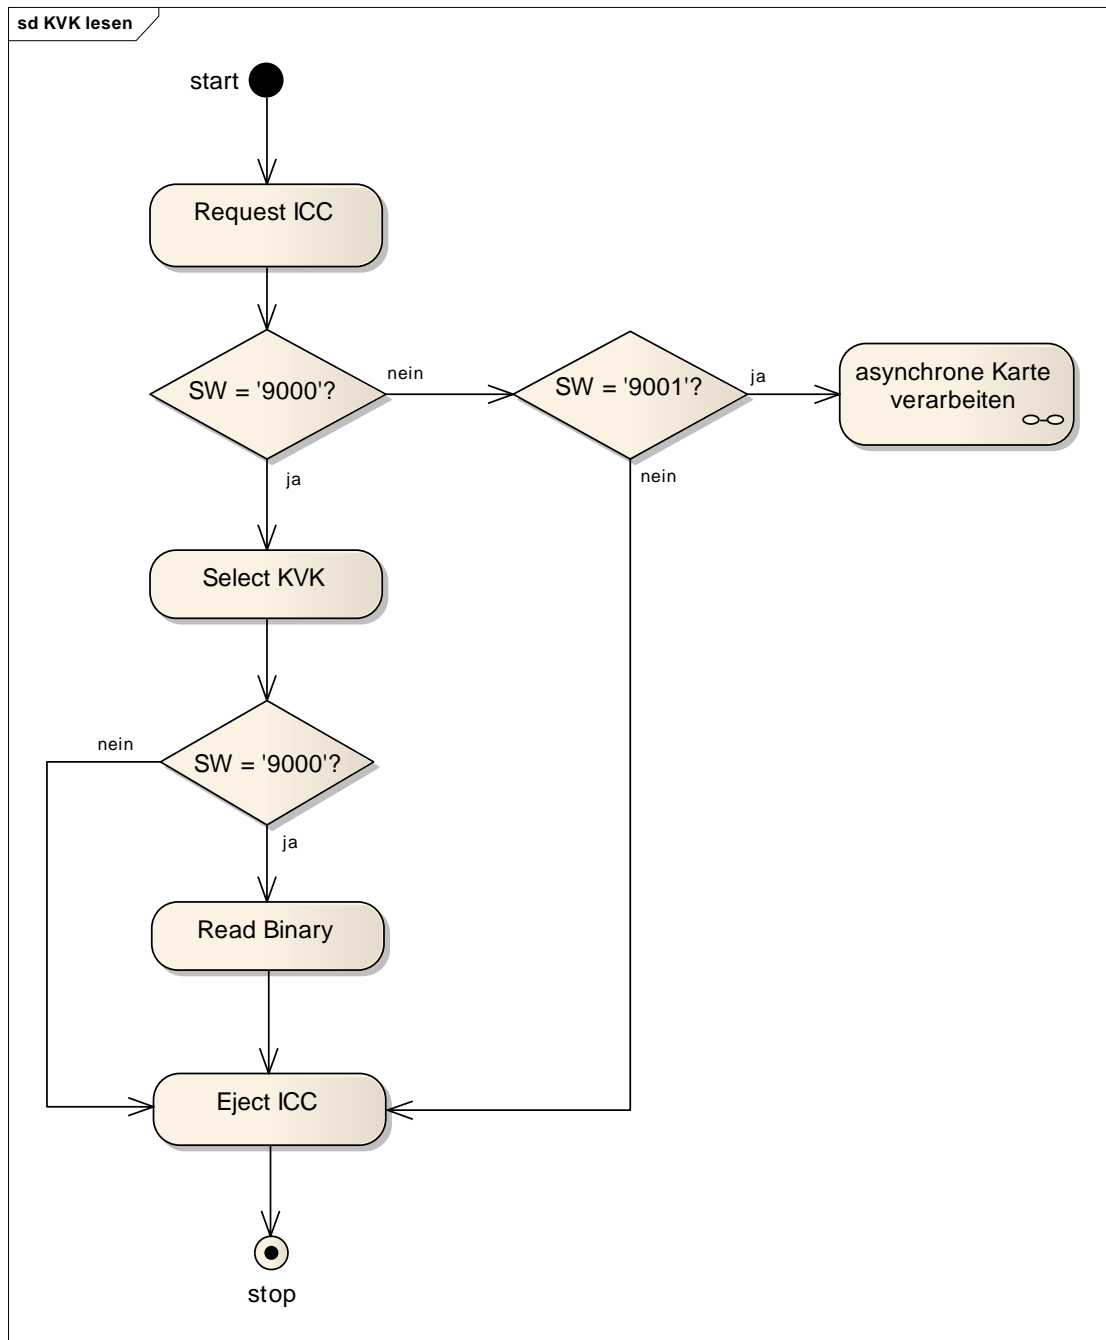 sd KVK lesen
start
Request ICC
SW = '9000'?
nein
SW = '9001'?
ja
asynchrone Karte
verarbeiten
ja
nein
Select KVK
nein
SW = '9000'?
ja
Read Binary
Eject ICC
stop